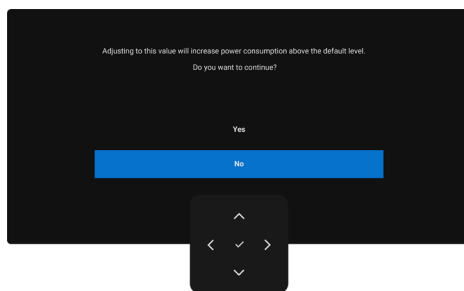 Adjusting to this value will increase power consumption above the default level.
Do you want to continue?
Yes
No